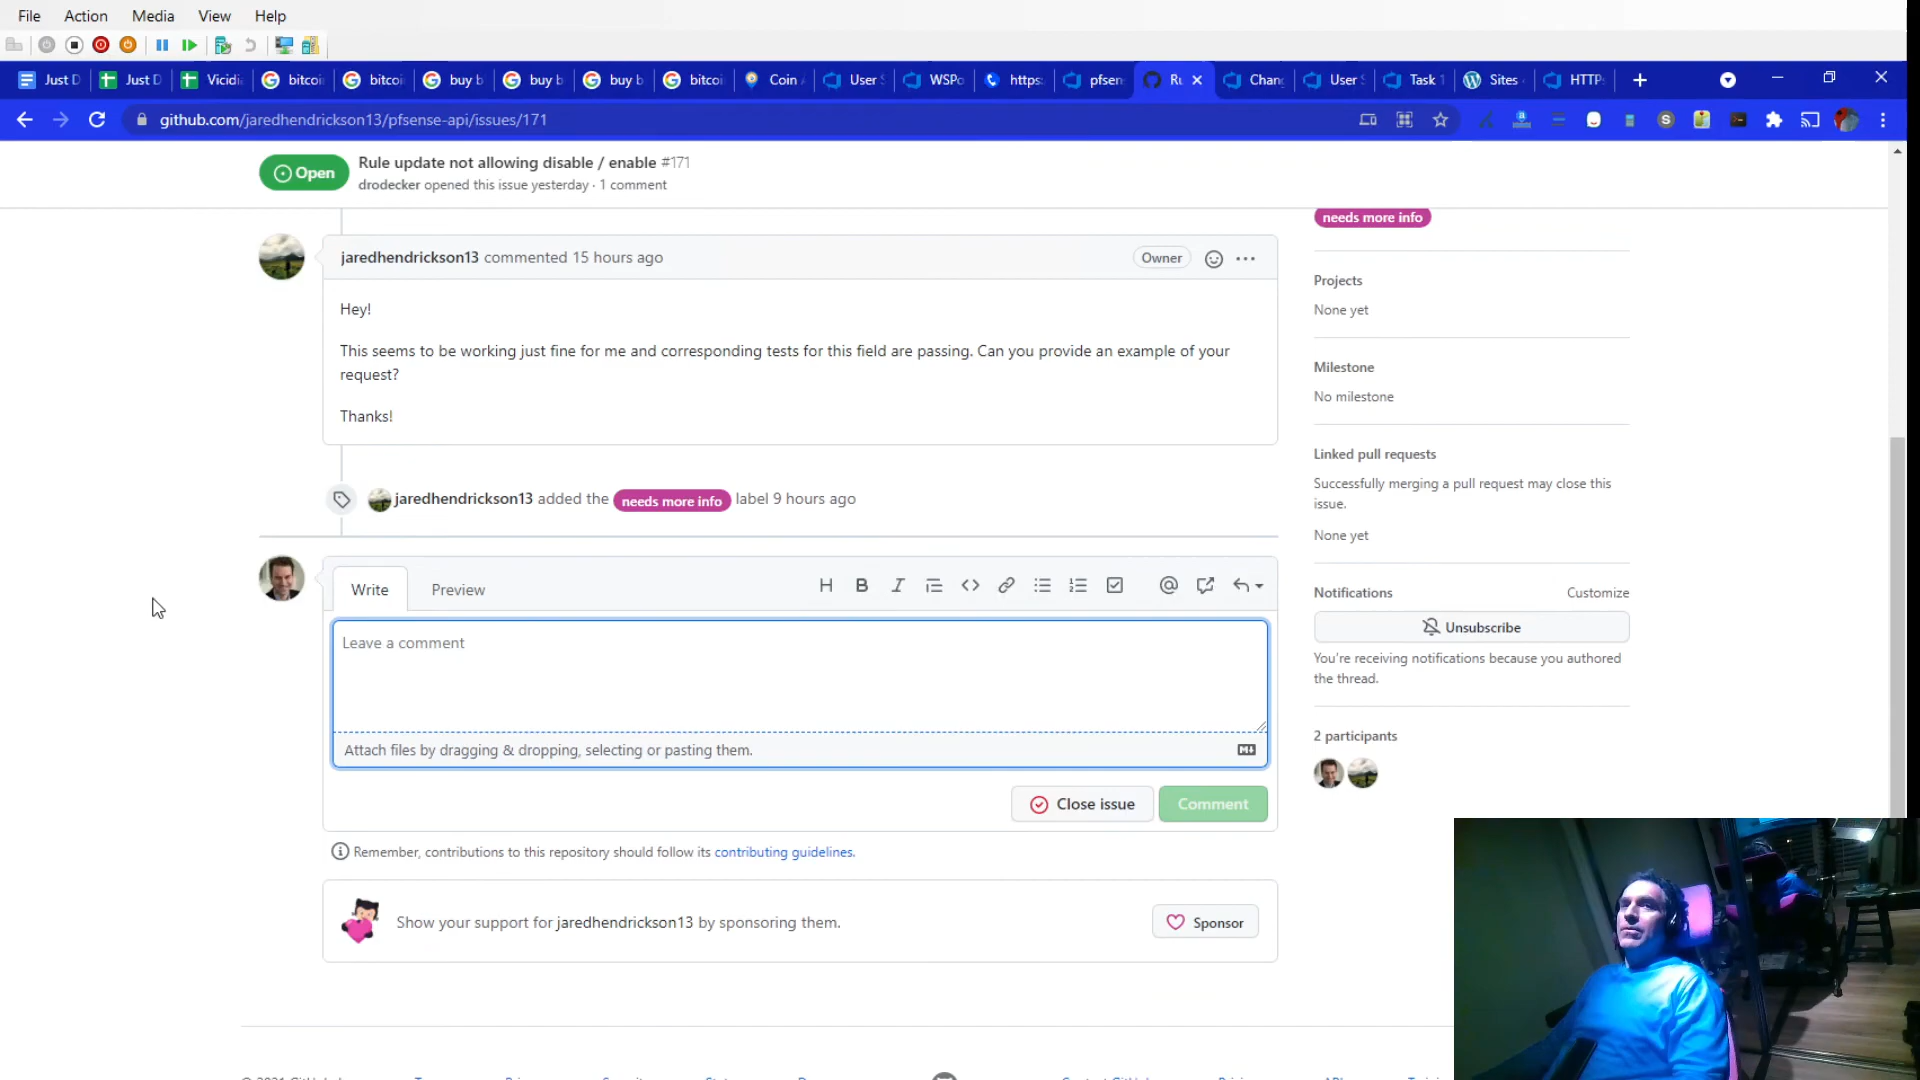 File Action Media View Help
Just D Just D Vicidi bitcoi bitcoi buy b buy b buy b bitcoi Coin User S WSPo https: pfsen Ru Chang User S Task 1 Sites HTTP
github.com/jaredhendrickson13/pfsense-api/issues/171
Open
Rule update not allowing disable / enable #171
drodecker opened this issue yesterday · 1 comment
needs more info
jaredhendrickson13 commented 15 hours ago
Owner
Hey!
This seems to be working just fine for me and corresponding tests for this field are passing. Can you provide an example of your
request?
Thanks!
jaredhendrickson13 added the needs more info label 9 hours ago
Write
Preview
Leave a comment
Attach files by dragging & dropping, selecting or pasting them.
Close issue
Comment
Remember, contributions to this repository should follow its contributing guidelines.
Show your support for jaredhendrickson13 by sponsoring them.
Sponsor
Projects
None yet
Milestone
No milestone
Linked pull requests
Successfully merging a pull request may close this
issue.
None yet
Notifications
Customize
Unsubscribe
You're receiving notifications because you authored
the thread.
2 participants